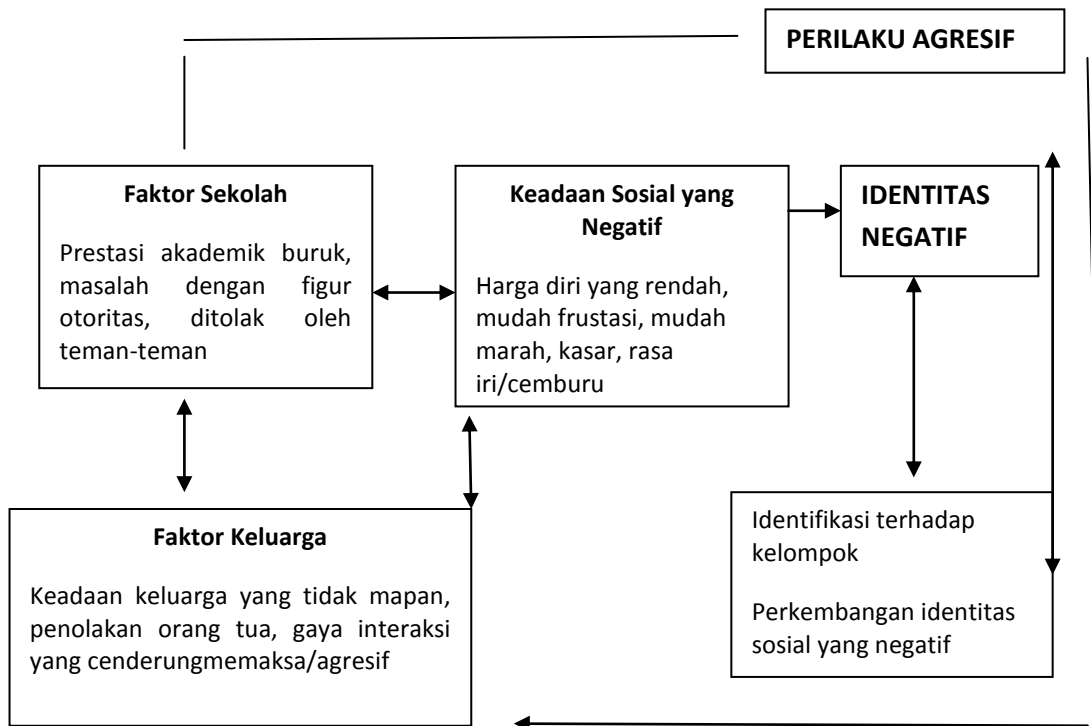 PERILAKU AGRESIF
Faktor Sekolah
Prestasi akademik buruk,
masalah dengan figur
otoritas, ditolak oleh
teman-teman
Keadaan Sosial yang
Negatif
Harga diri yang rendah,
mudah frustasi, mudah
marah, kasar, rasa
iri/cemburu
IDENTITAS
NEGATIF
Faktor Keluarga
Keadaan keluarga yang tidak mapan,
penolakan orang tua, gaya interaksi
yang cenderungmemaksa/agresif
Identifikasi terhadap
kelompok
Perkembangan identitas
sosial yang negatif